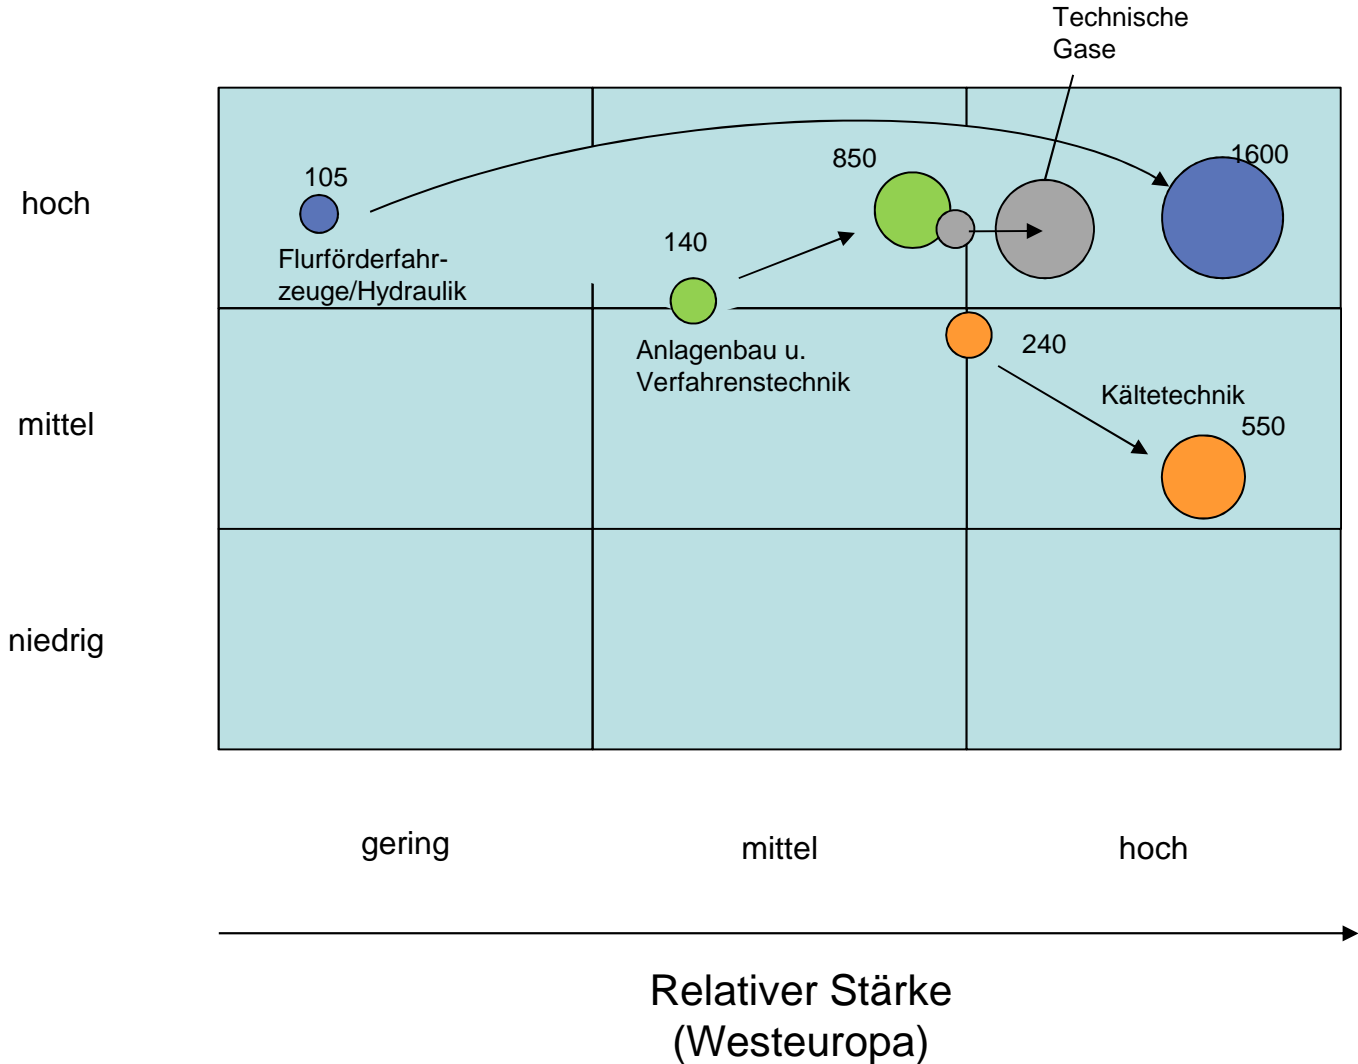 Technische
Gase
hoch
105
850
1600
140
Flurförderfahr-
zeuge/Hydraulik
Anlagenbau u.
Verfahrenstechnik
240
Kältetechnik
550
mittel
niedrig
gering
mittel
hoch
Relativer Stärke
(Westeuropa)